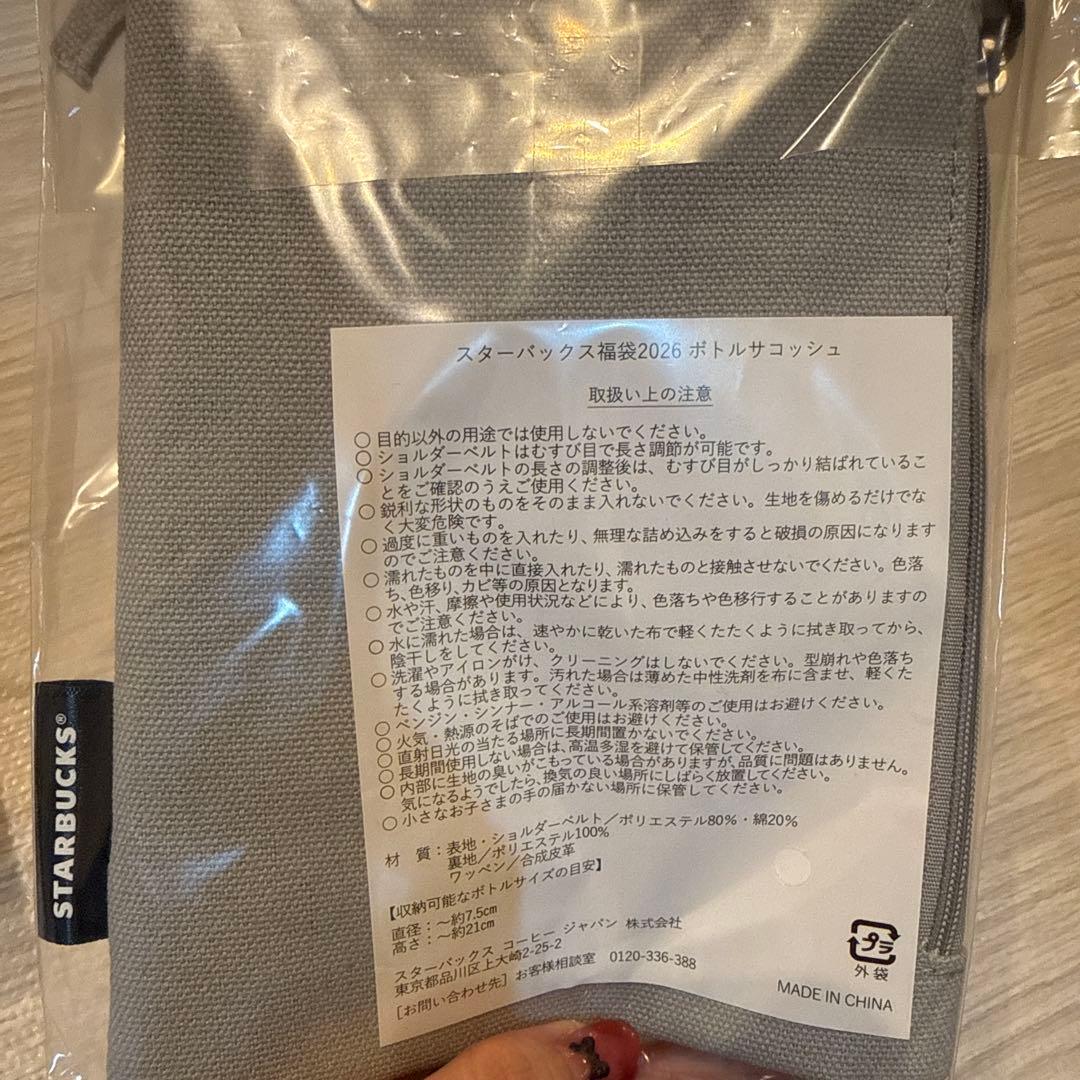 スターバックス福袋2026 ボトルサコッシュ
取扱い上の注意
○ 目的以外の用途では使用しないでください。
○ ショルダーベルトはむすび目で長さ調節が可能です。
○ ショルダーベルトの長さの調整後は、むすび目がしっかり結ばれているこ
とをご確認のうえご使用ください。
○ 鋭利な形状のものをそのまま入れないでください。生地を傷めるだけでな
く大変危険です。
○ 過度に重いものを入れたり、無理な詰め込みをすると破損の原因になります
のでご注意ください。
○ 濡れたものを中に直接入れたり、濡れたものと接触させないでください。色落
ち、色移り、カビ等の原因となります。
○ 水や汗、摩擦や使用状況などにより、色落ちや色移行することがありますの
でご注意ください。
○ 水に濡れた場合は、速やかに乾いた布で軽くたたくように拭き取ってから、
陰干しをしてください。
○ 洗濯やアイロンがけ、クリーニングはしないでください。型崩れや色落ち
する場合があります。汚れた場合は薄めた中性洗剤を布に含ませ、軽くた
たくように拭き取ってください。
○ ベンジン・シンナー・アルコール系溶剤等のご使用はお避けください。
○ 火気・熱源のそばでのご使用はお避けください。
○ 直射日光の当たる場所に長期間置かないでください。
○ 長期間使用しない場合は、高温多湿を避けて保管してください。
○ 内部に生地の臭いがこもっている場合がありますが、品質に問題はありません。
気になるようでしたら、換気の良い場所にしばらく放置してください。
○ 小さなお子さまの手の届かない場所に保管してください。
材 質：表地・ショルダーベルト／ポリエステル80%・綿20%
裏地／ポリエステル100%
ワッペン／合成皮革
【収納可能なボトルサイズの目安】
直径：～約7.5cm
高さ：～約21cm
スターバックス コーヒー ジャパン 株式会社
東京都品川区上大崎2-25-2
［お問い合わせ先］お客様相談室 0120-336-388
プラ
外袋
MADE IN CHINA
STARBUCKS®